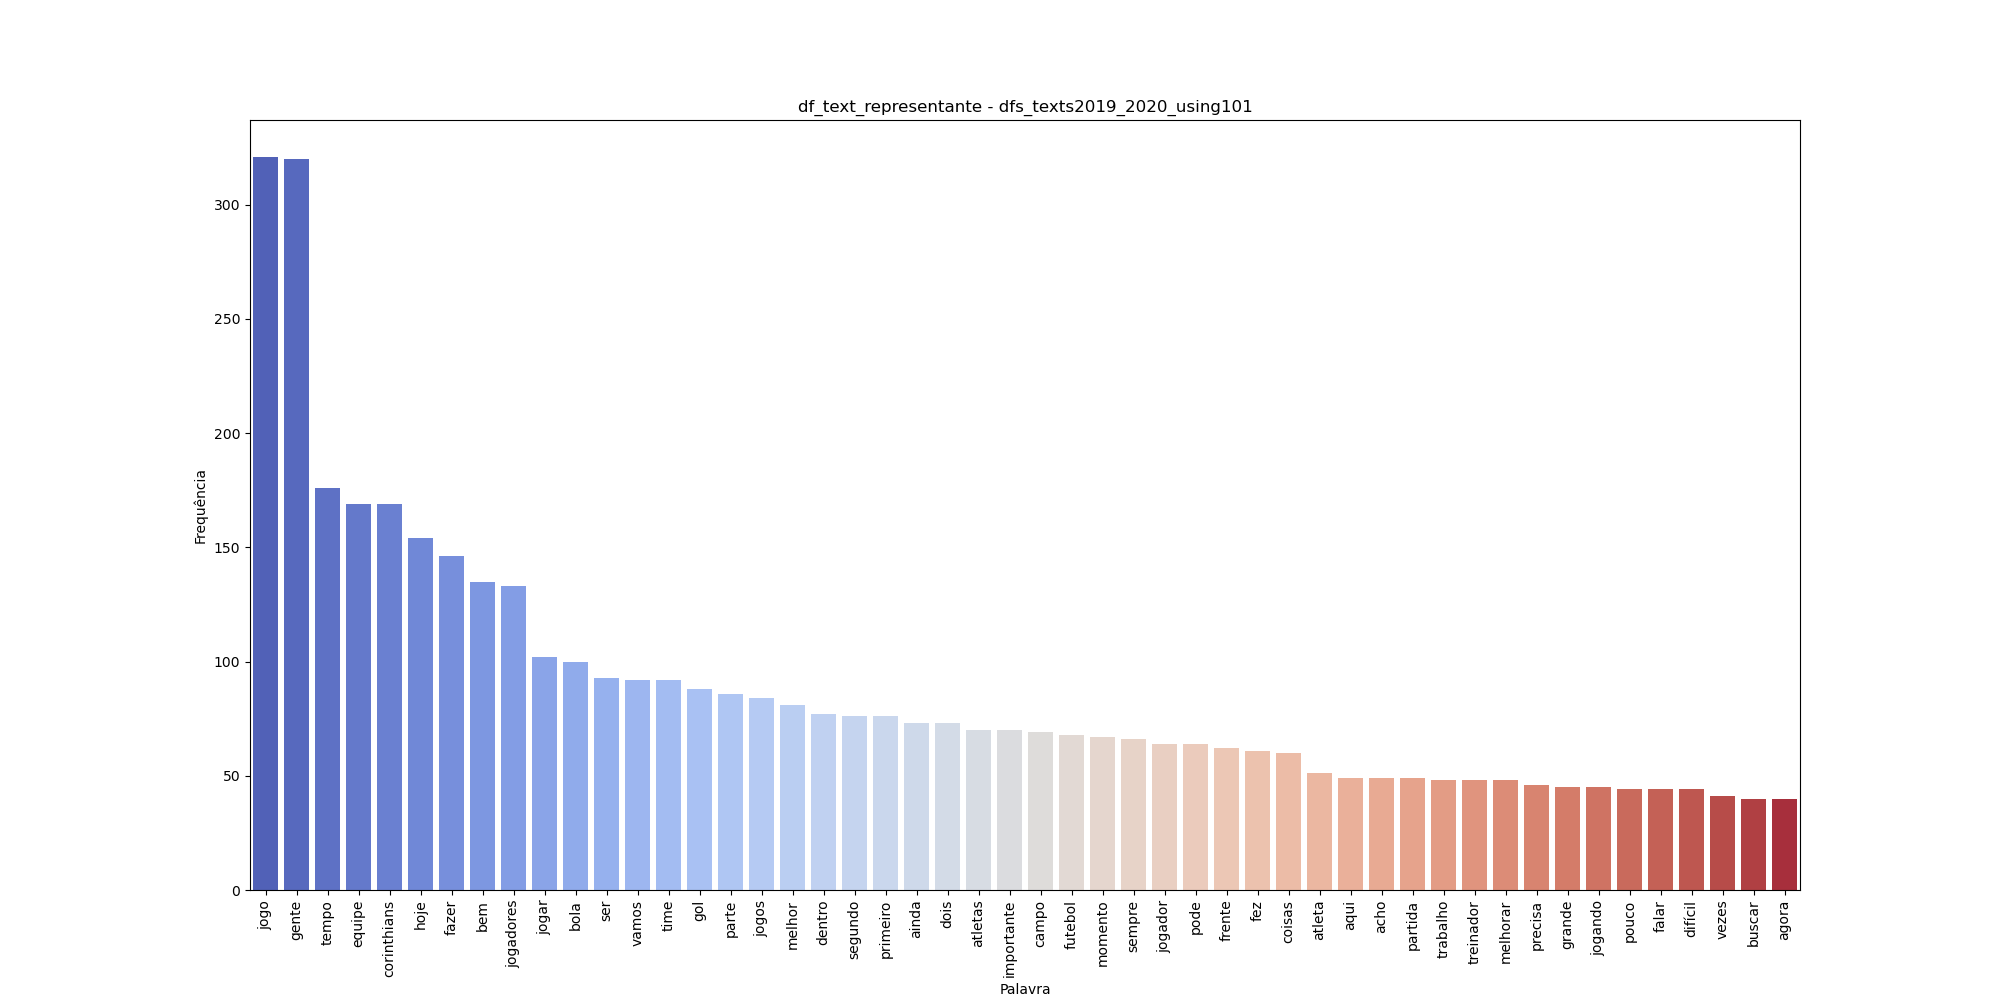 df_text_representante - dfs_texts2019_2020_using101
Frequência
300
250
200
150
100
50
0
jogo
gente
tempo
equipe
corinthians
hoje
fazer
bem
jogadores
jogar
bola
ser
vamos
time
gol
parte
jogos
melhor
dentro
segundo
primeiro
ainda
dois
atletas
importante
campo
futebol
momento
sempre
jogador
pode
frente
fez
coisas
atleta
aqui
acho
partida
trabalho
treinador
melhorar
precisa
grande
jogando
pouco
falar
difícil
vezes
buscar
agora
Palavra